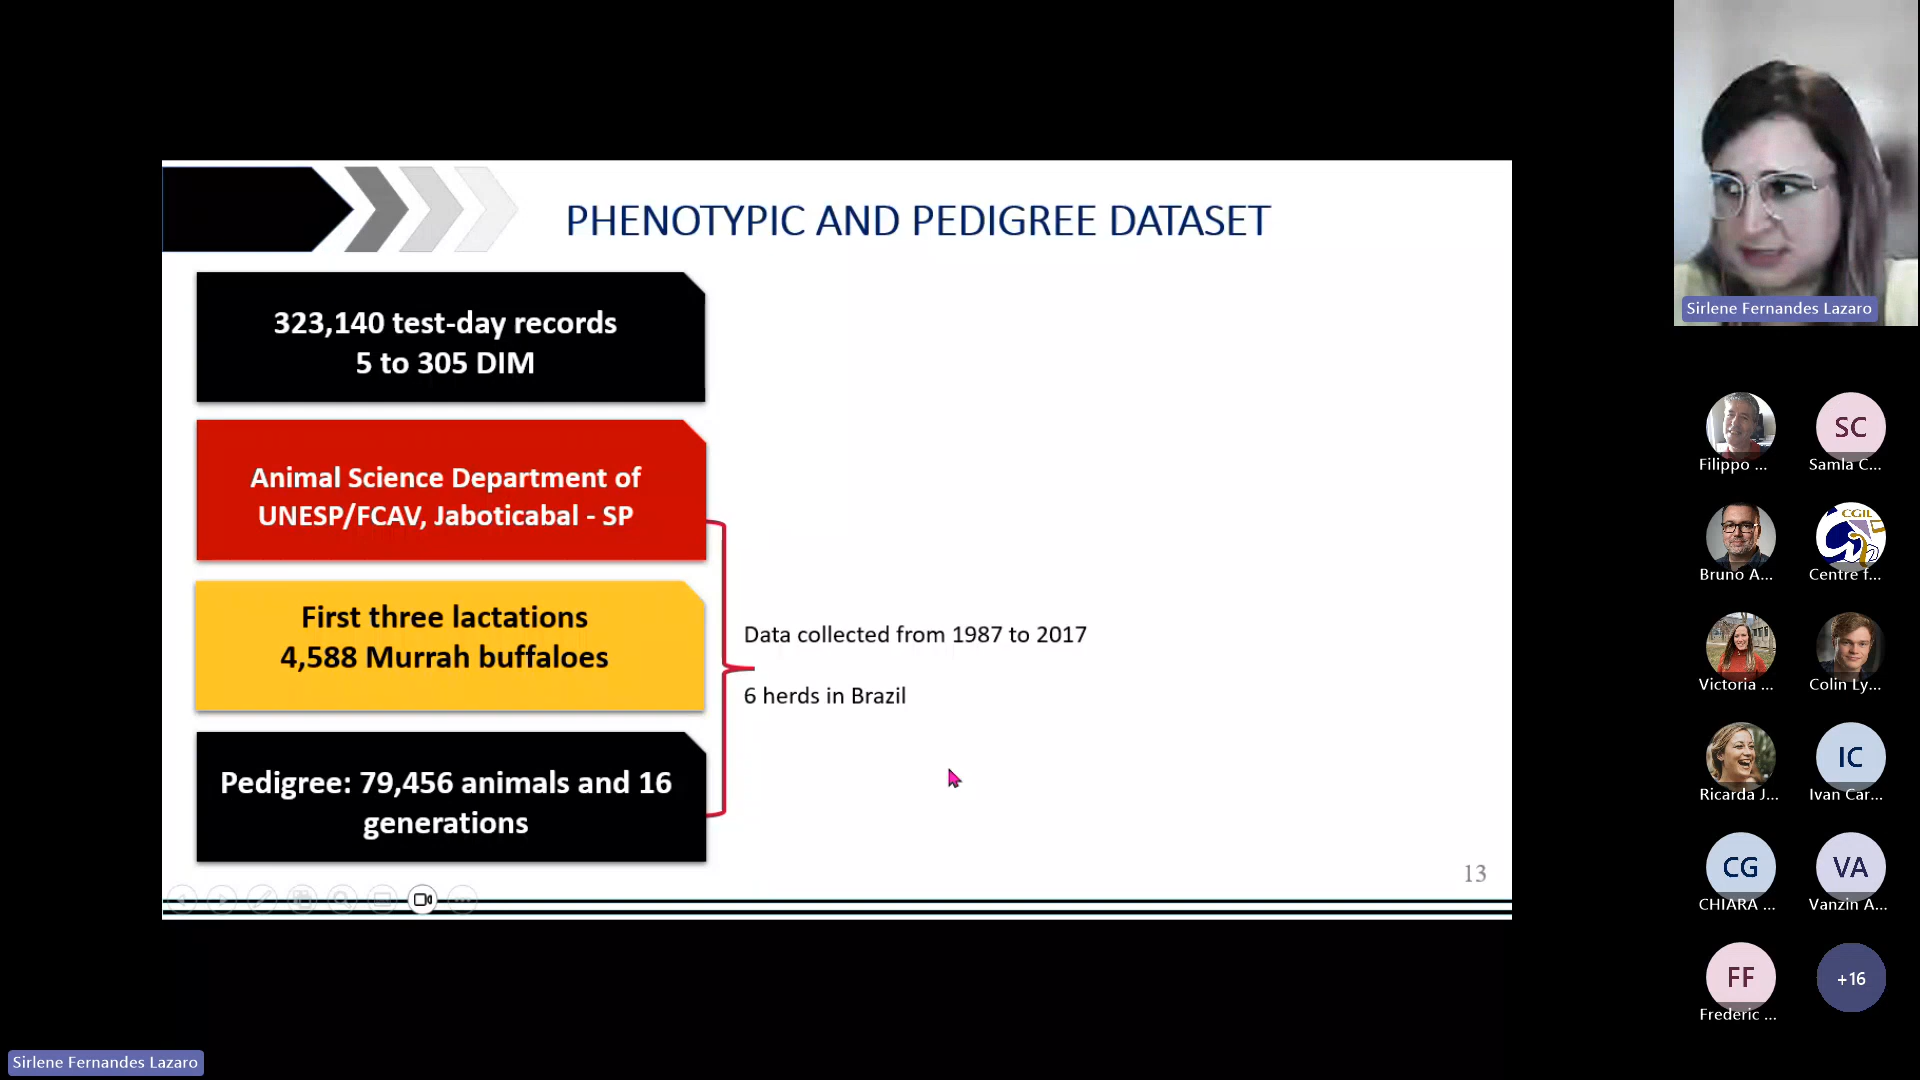 PHENOTYPIC AND PEDIGREE DATASET
323,140 test-day records
5 to 305 DIM
Animal Science Department of
UNESP/FCAV, Jaboticabal - SP
First three lactations
4,588 Murrah buffaloes
Pedigree: 79,456 animals and 16
generations
Data collected from 1987 to 2017
6 herds in Brazil
13
Sirlene Fernandes Lazaro
Filippo ...
SC
Samla C...
Bruno A...
CGIL
Centre f...
Victoria ...
Colin Ly...
Ricarda J...
IC
Ivan Car...
CG
CHIARA ...
VA
Vanzin A...
FF
Frederic ...
+16
Sirlene Fernandes Lazaro